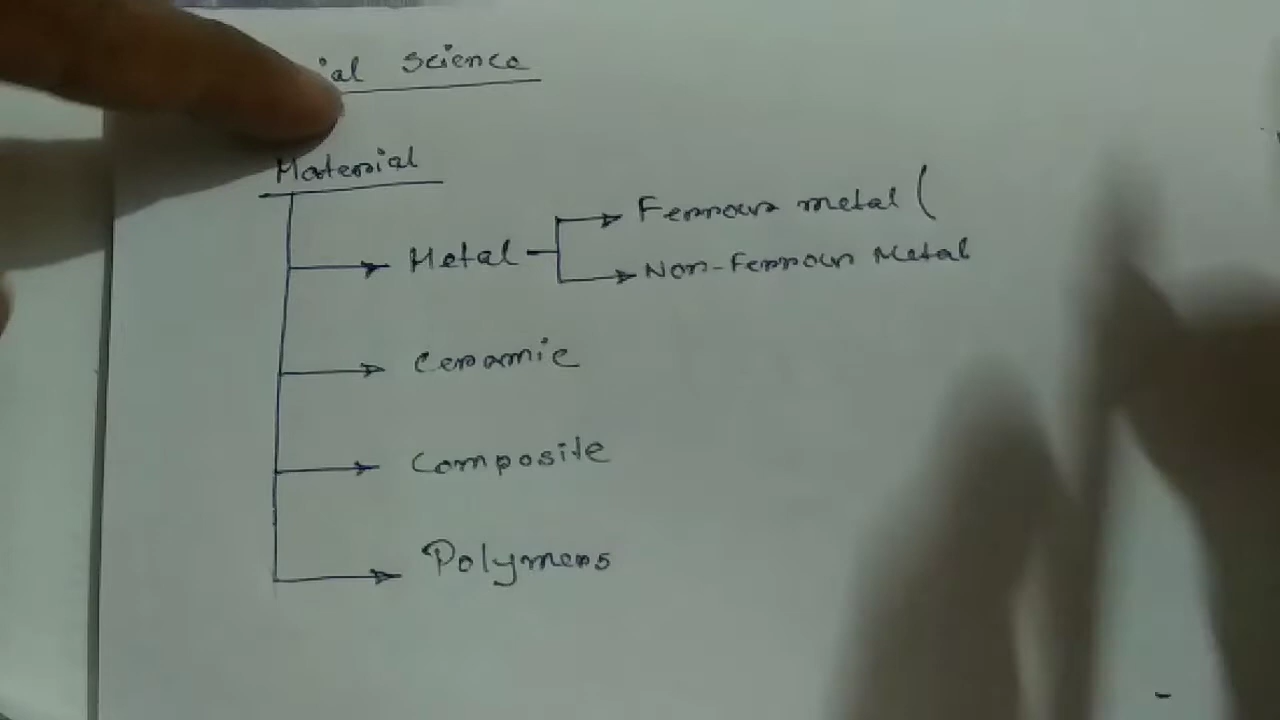 ial Science
Material
Ferrous metal (
Metal
Non-Ferrous Metal
Ceramic
Composite
Polymers